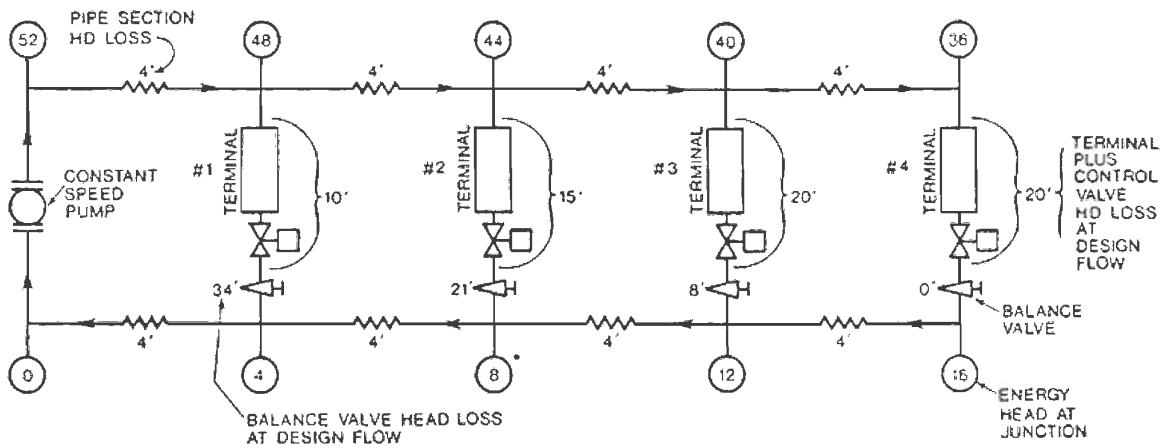 PIPE SECTION
HD LOSS
52
48
44
40
36
4'
4'
4'
4'
CONSTANT
SPEED
PUMP
#1
TERMINAL
10'
#2
TERMINAL
15'
#3
TERMINAL
20'
#4
TERMINAL
20'
TERMINAL
PLUS
CONTROL
VALVE
HD LOSS
AT
DESIGN
FLOW
34'
21'
8'
0'
BALANCE
VALVE
4'
4'
4'
4'
0
4
8
12
16
BALANCE VALVE HEAD LOSS
AT DESIGN FLOW
ENERGY
HEAD AT
JUNCTION